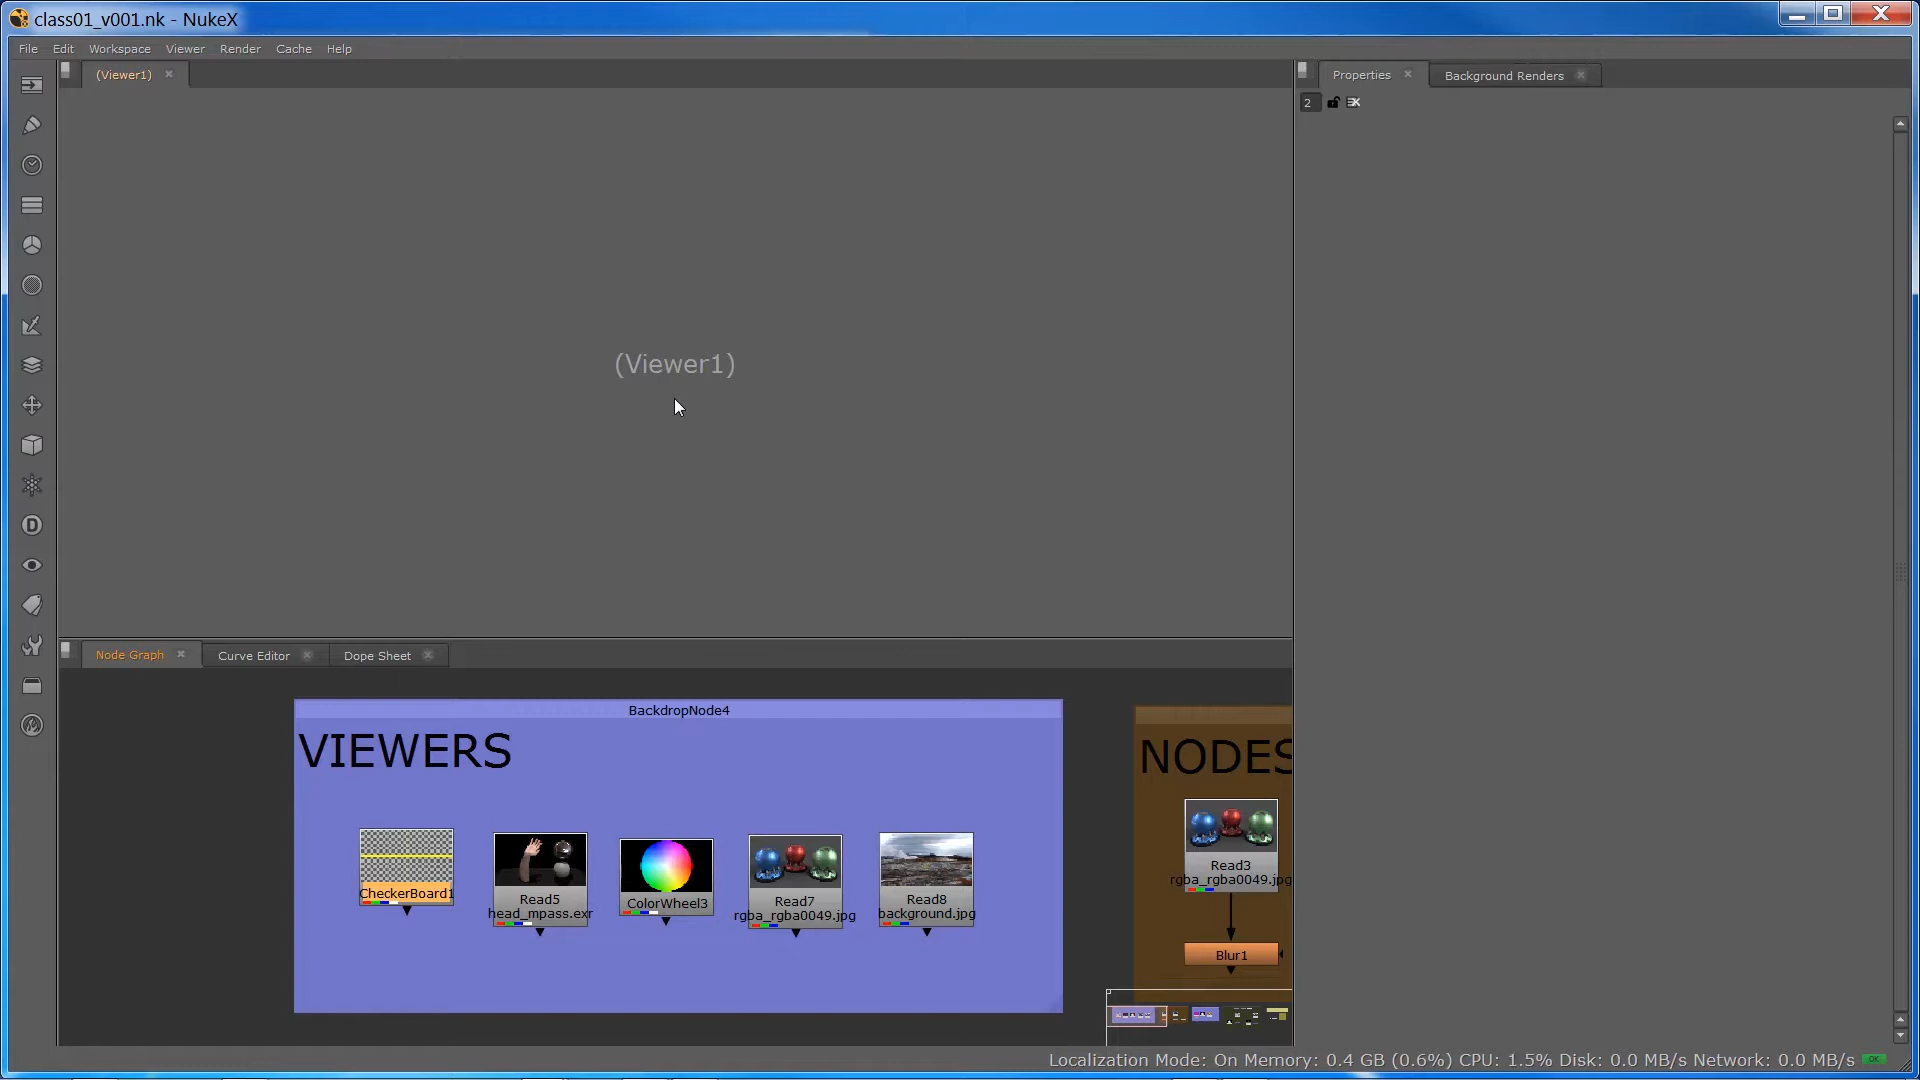 class01_v001.nk - NukeX
File Edit Workspace Viewer Render Cache Help
(Viewer1)
Properties
Background Renders
2
(Viewer1)
Node Graph
Curve Editor
Dope Sheet
BackdropNode4
VIEWERS
CheckerBoard1
Read5
head_mpass.exr
ColorWheel3
Read7
rgba_rgba0049.jpg
Read8
background.jpg
NODES
Read3
rgba_rgba0049.jpg
Blur1
Localization Mode: On Memory: 0.4 GB (0.6%) CPU: 1.5% Disk: 0.0 MB/s Network: 0.0 MB/s